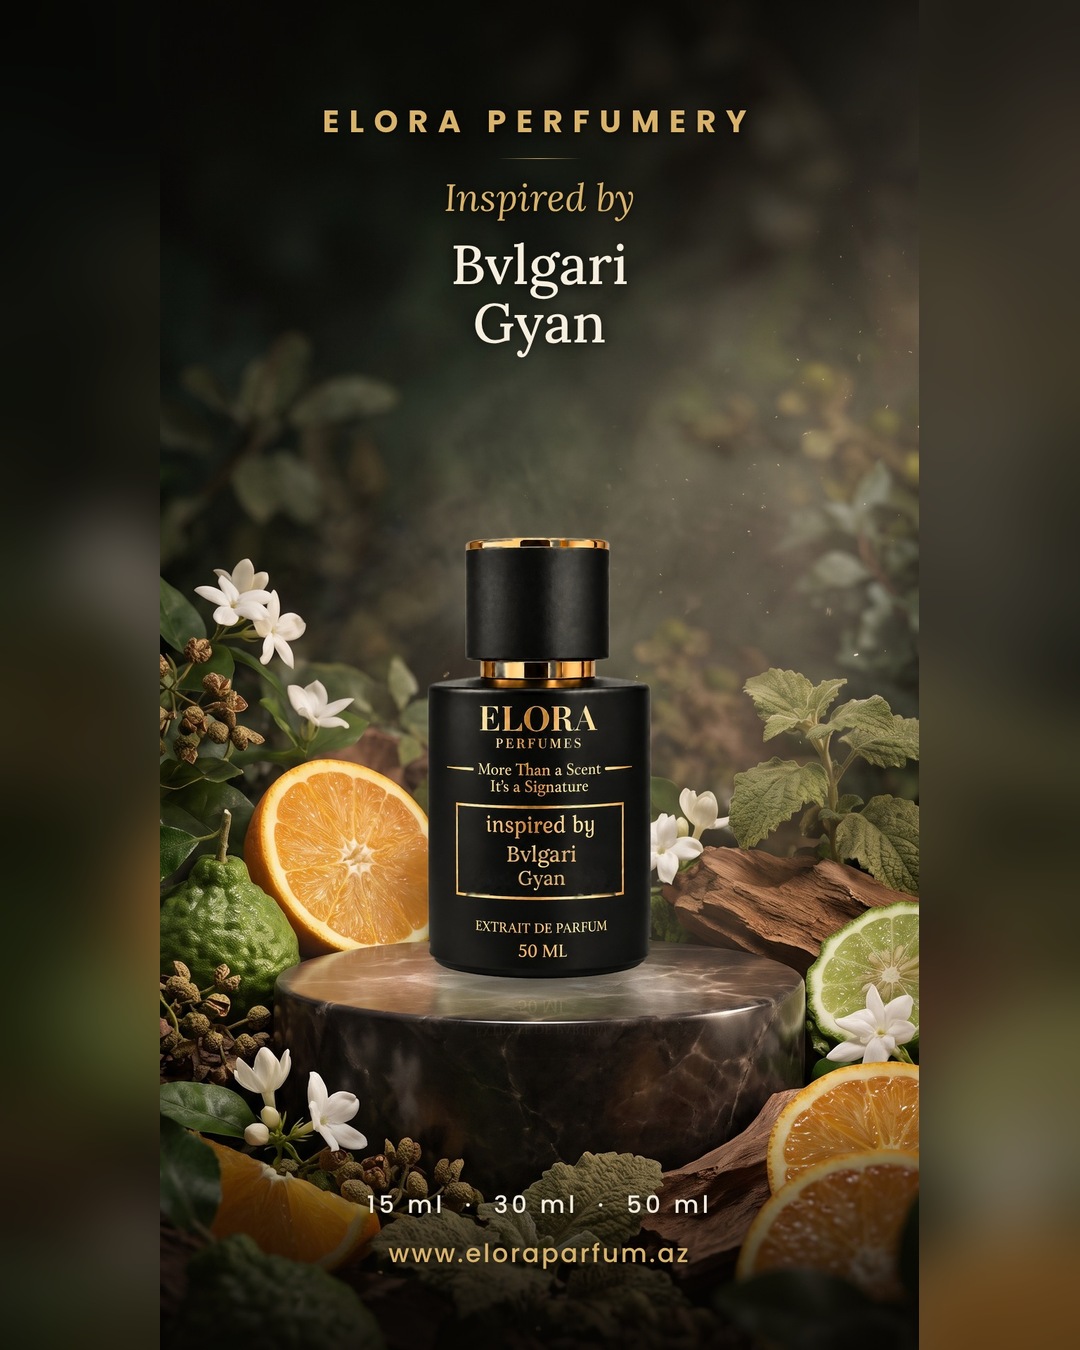 ELORA PERFUMERY
Inspired by
Bvlgari
Gyan
ELORA
PERFUMES
More Than a Scent
It's a Signature
inspired by
Bvlgari
Gyan
EXTRAIT DE PARFUM
50 ML
15 ml · 30 ml · 50 ml
www.eloraparfum.az